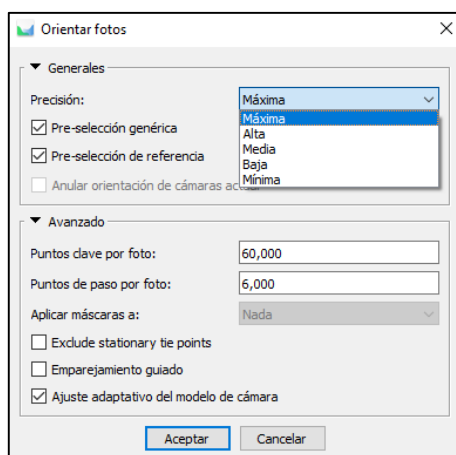 Orientar fotos
Generales
Precisión: Máxima
Máxima
Pre-selección genérica
Alta
Media
Pre-selección de referencia
Baja
Mínima
Anular orientación de cámaras
Avanzado
Puntos clave por foto: 60,000
Puntos de paso por foto: 6,000
Aplicar máscaras a: Nada
Exclude stationary tie points
Emparejamiento guiado
Ajuste adaptativo del modelo de cámara
Aceptar Cancelar